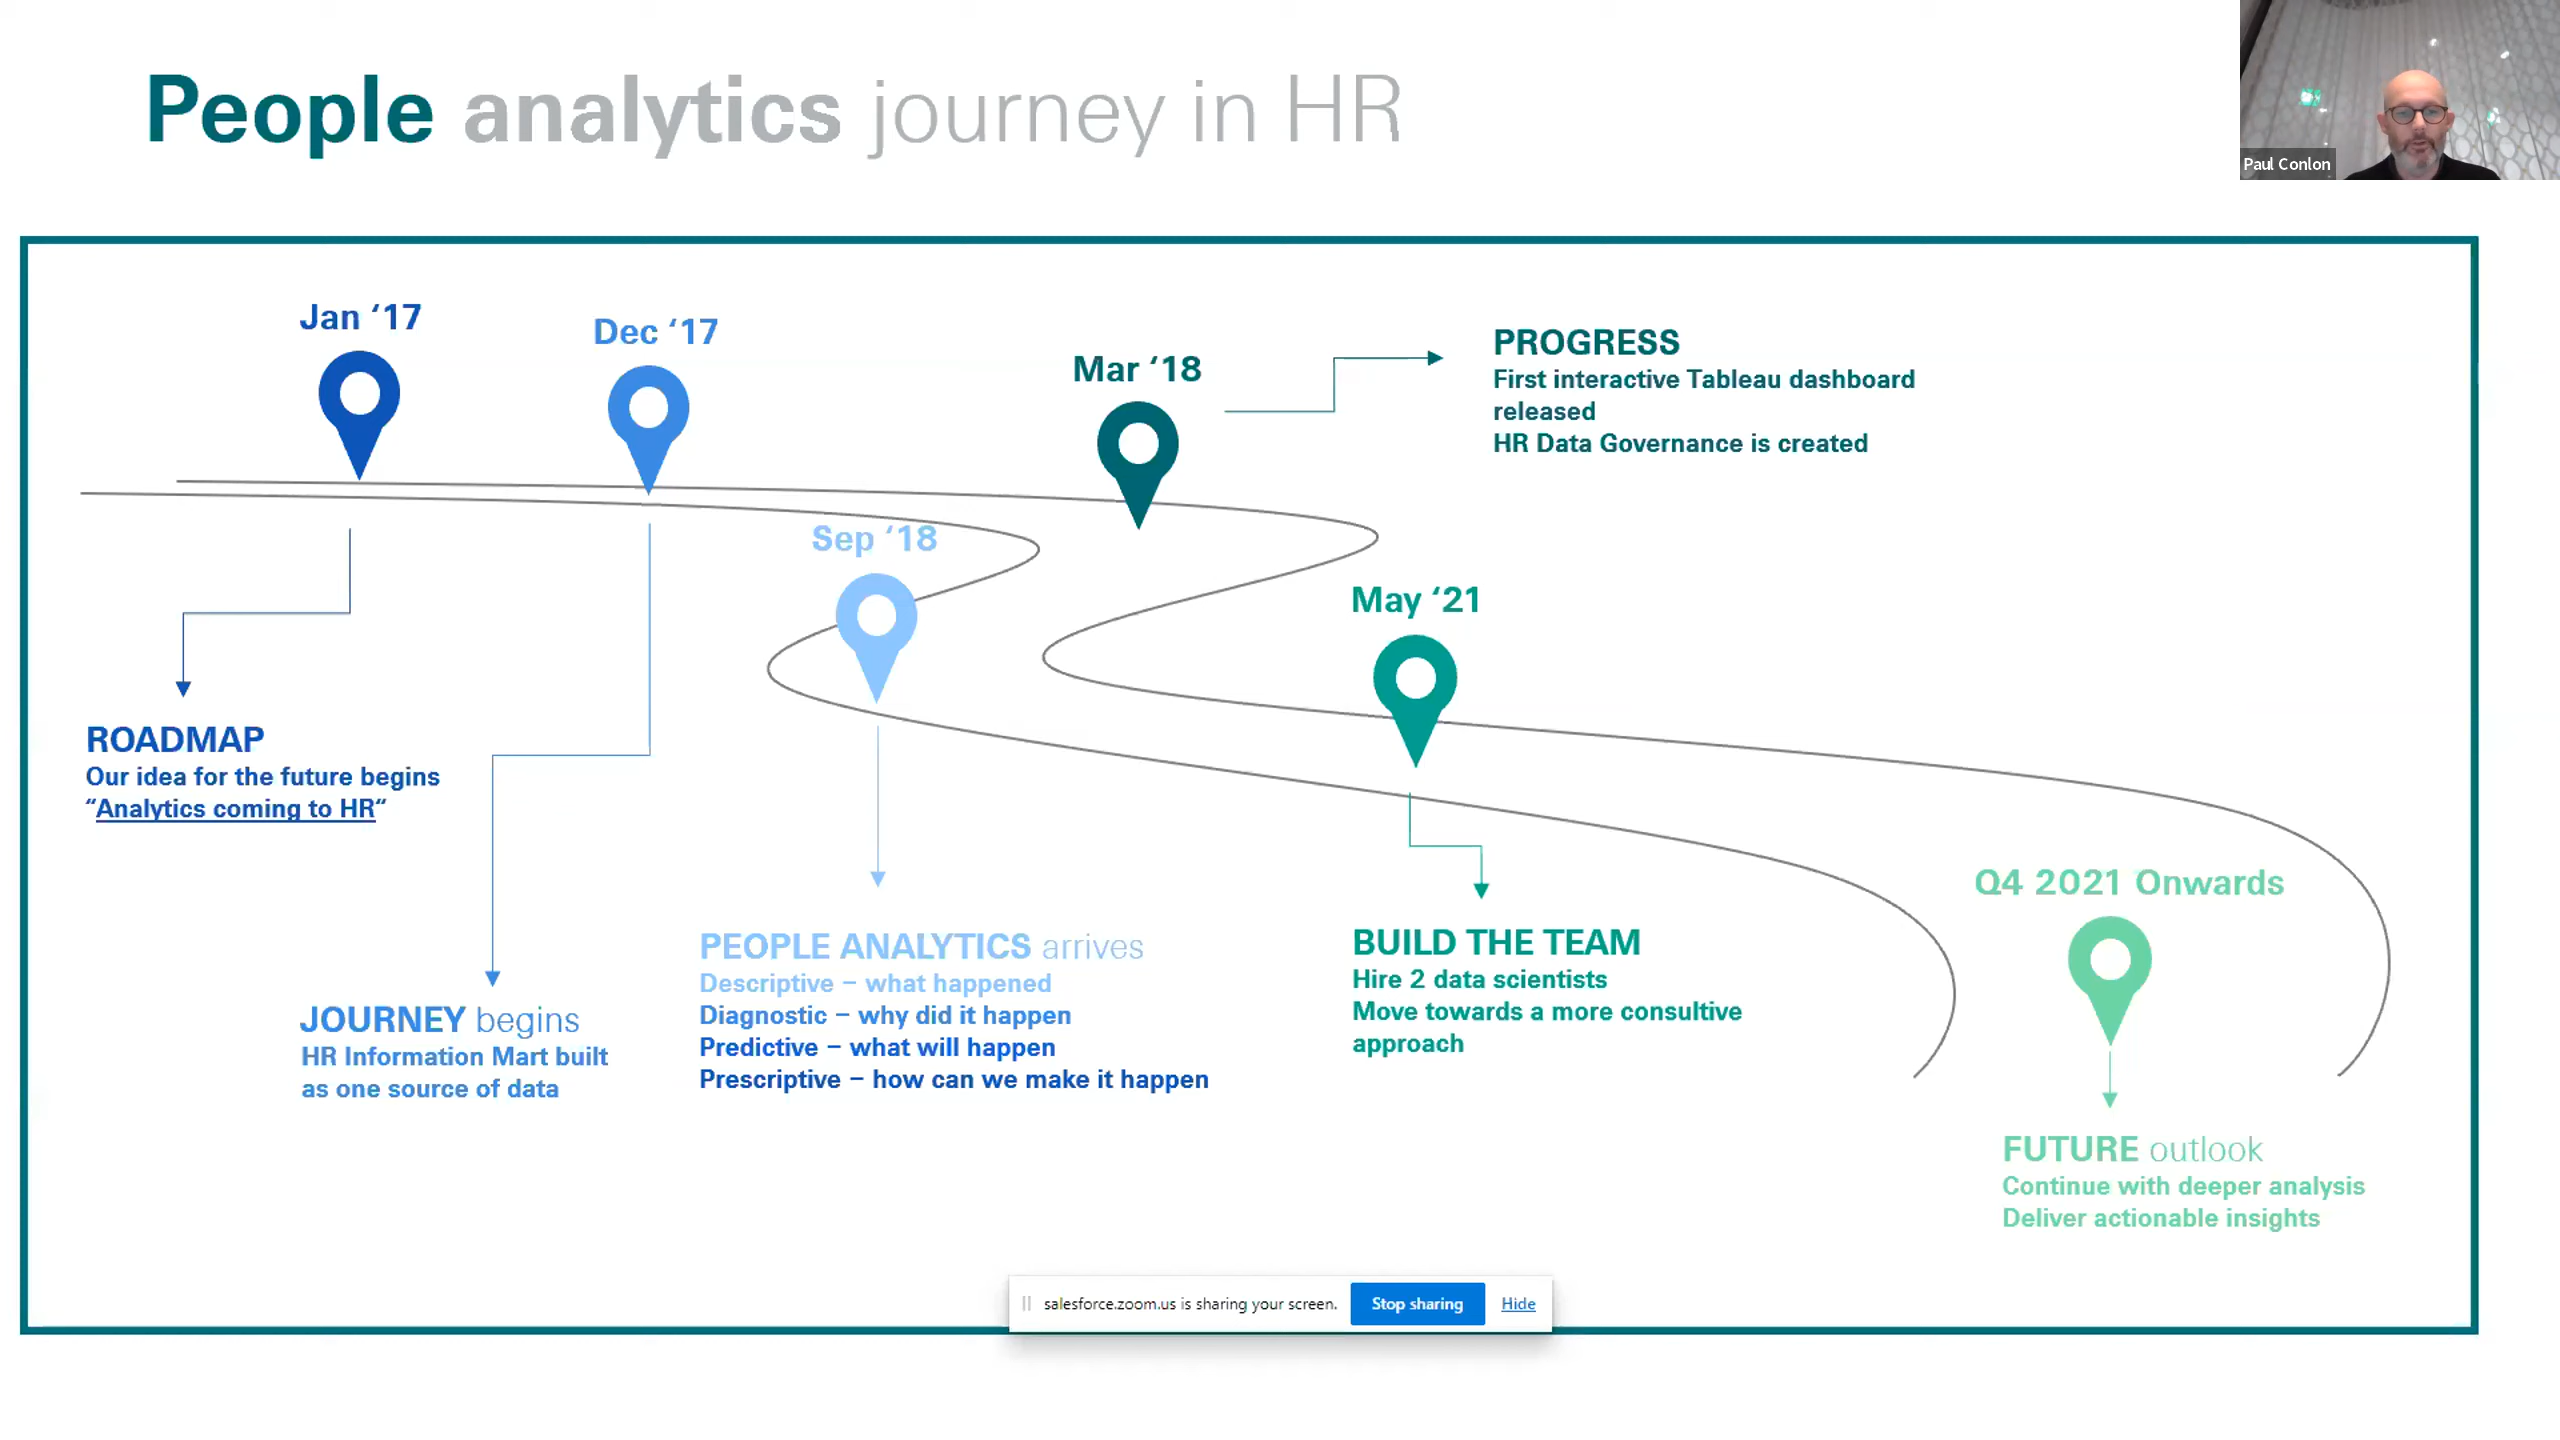 People analytics journey in HR
Paul Conlon
Jan ‘17
Dec ‘17
Mar ‘18
PROGRESS
First interactive Tableau dashboard
released
HR Data Governance is created
Sep ‘18
May ‘21
ROADMAP
Our idea for the future begins
“Analytics coming to HR“
Q4 2021 Onwards
JOURNEY begins
HR Information Mart built
as one source of data
PEOPLE ANALYTICS arrives
Descriptive – what happened
Diagnostic – why did it happen
Predictive – what will happen
Prescriptive – how can we make it happen
BUILD THE TEAM
Hire 2 data scientists
Move towards a more consultive
approach
FUTURE outlook
Continue with deeper analysis
Deliver actionable insights
salesforce.zoom.us is sharing your screen. Stop sharing Hide